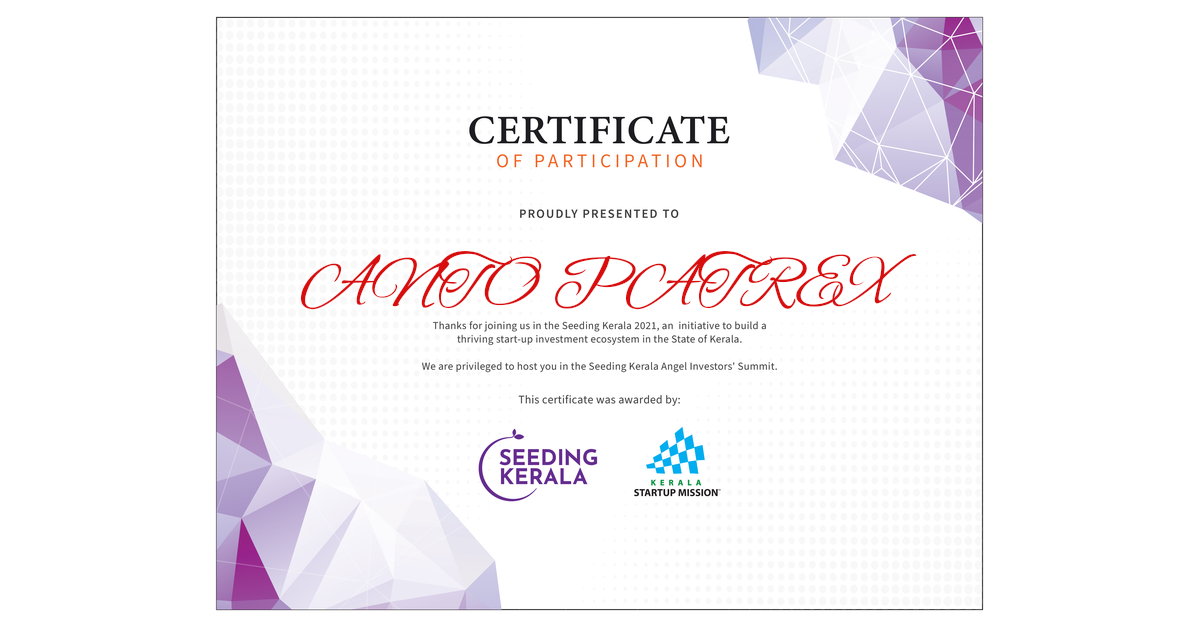 CERTIFICATE
OF PARTICIPATION
PROUDLY PRESENTED TO
ANTO PATREX
Thanks for joining us in the Seeding Kerala 2021, an initiative to build a
thriving start-up investment ecosystem in the State of Kerala.
We are privileged to host you in the Seeding Kerala Angel Investors' Summit.
This certificate was awarded by:
SEEDING
KERALA
KERALA
STARTUP MISSION